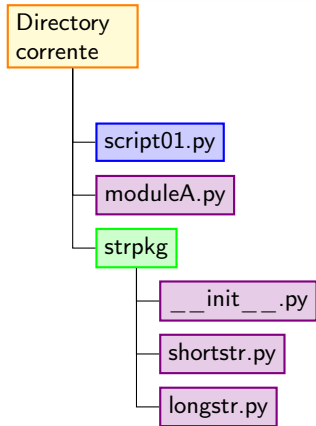 Directory
corrente
script01.py
moduleA.py
strpkg
__init__.py
shortstr.py
longstr.py